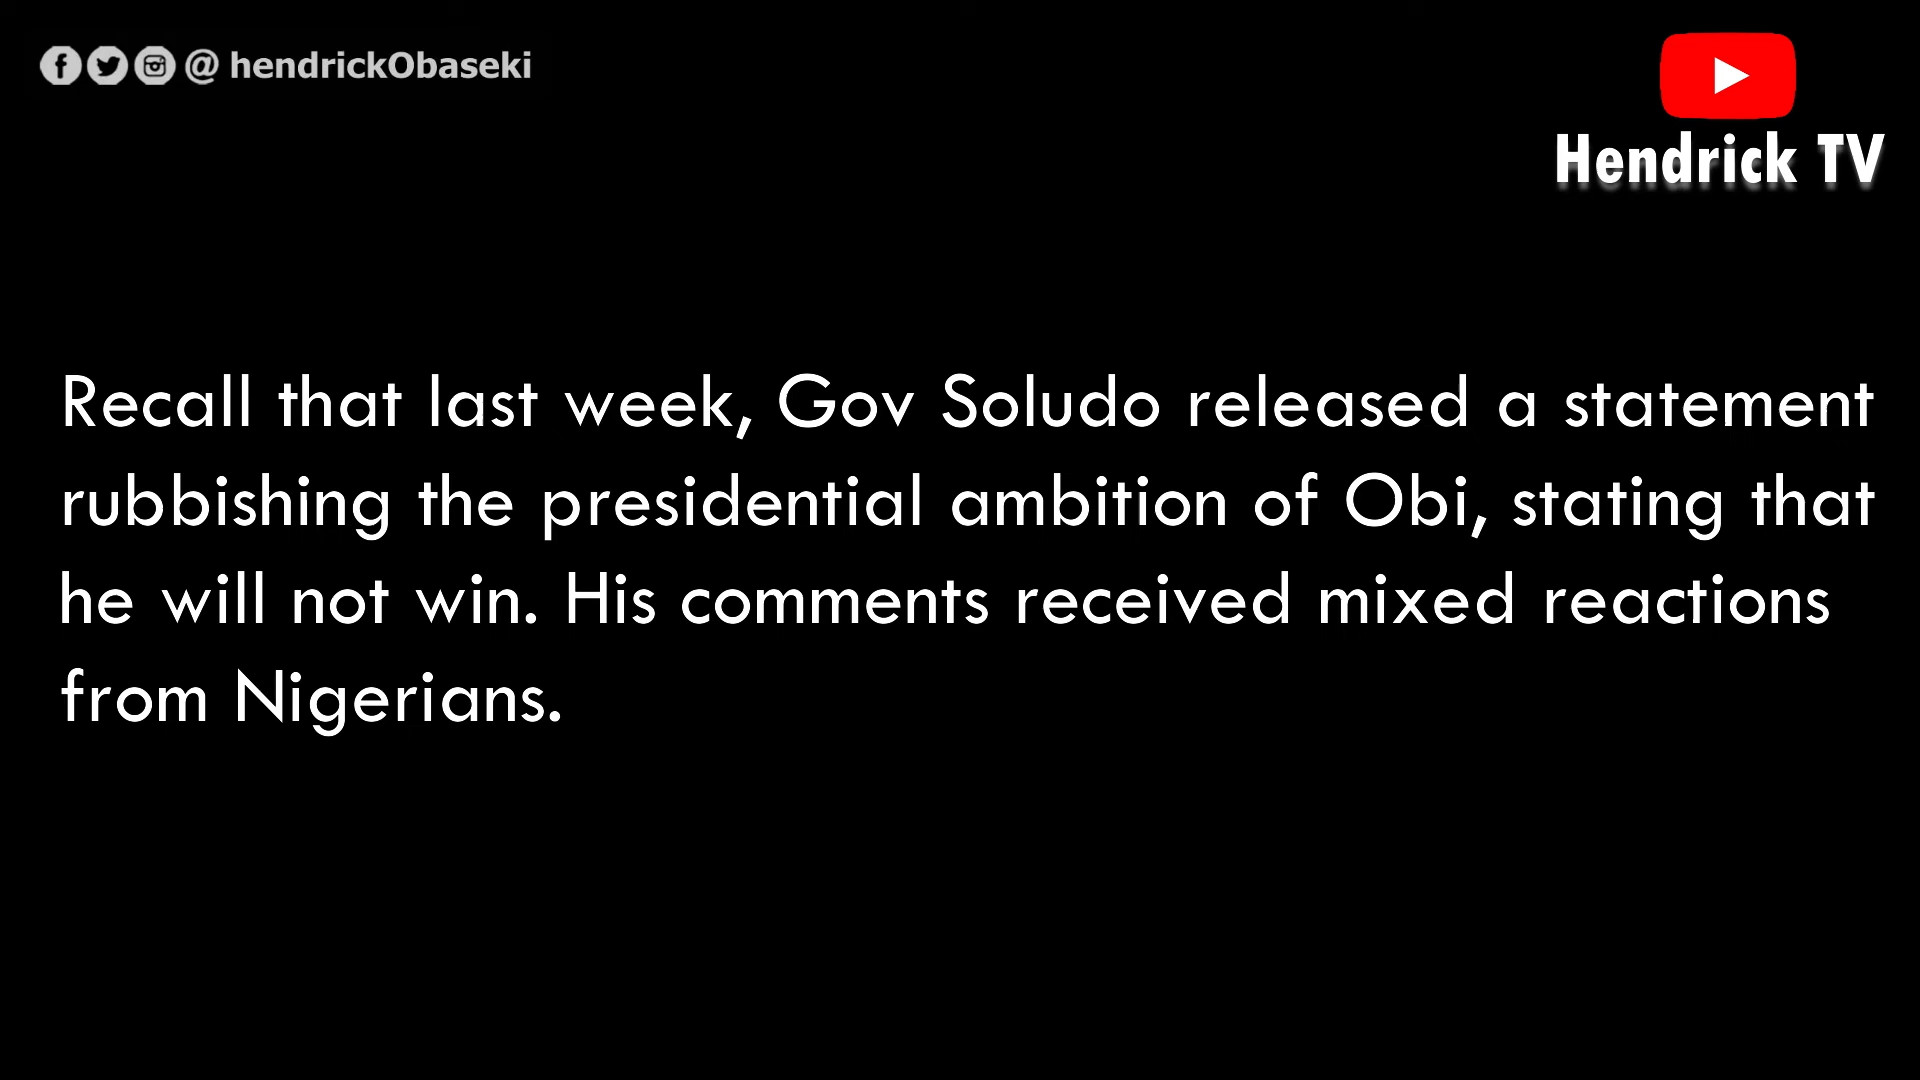 @ hendrickObaseki
Hendrick TV
Recall that last week, Gov Soludo released a statement
rubbishing the presidential ambition of Obi, stating that
he will not win. His comments received mixed reactions
from Nigerians.